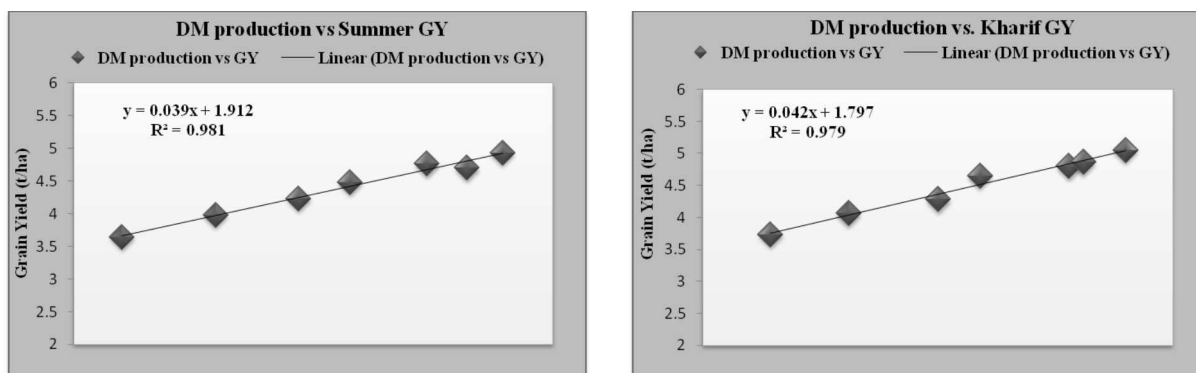 DM production vs Summer GY
DM production vs GY
Linear (DM production vs GY)
y = 0.039x + 1.912
R² = 0.981
Grain Yield (t/ha)
6
5.5
5
4.5
4
3.5
3
2.5
2
DM production vs. Kharif GY
DM production vs GY
Linear (DM production vs GY)
y = 0.042x + 1.797
R² = 0.979
Grain Yield (t/ha)
6
5.5
5
4.5
4
3.5
3
2.5
2